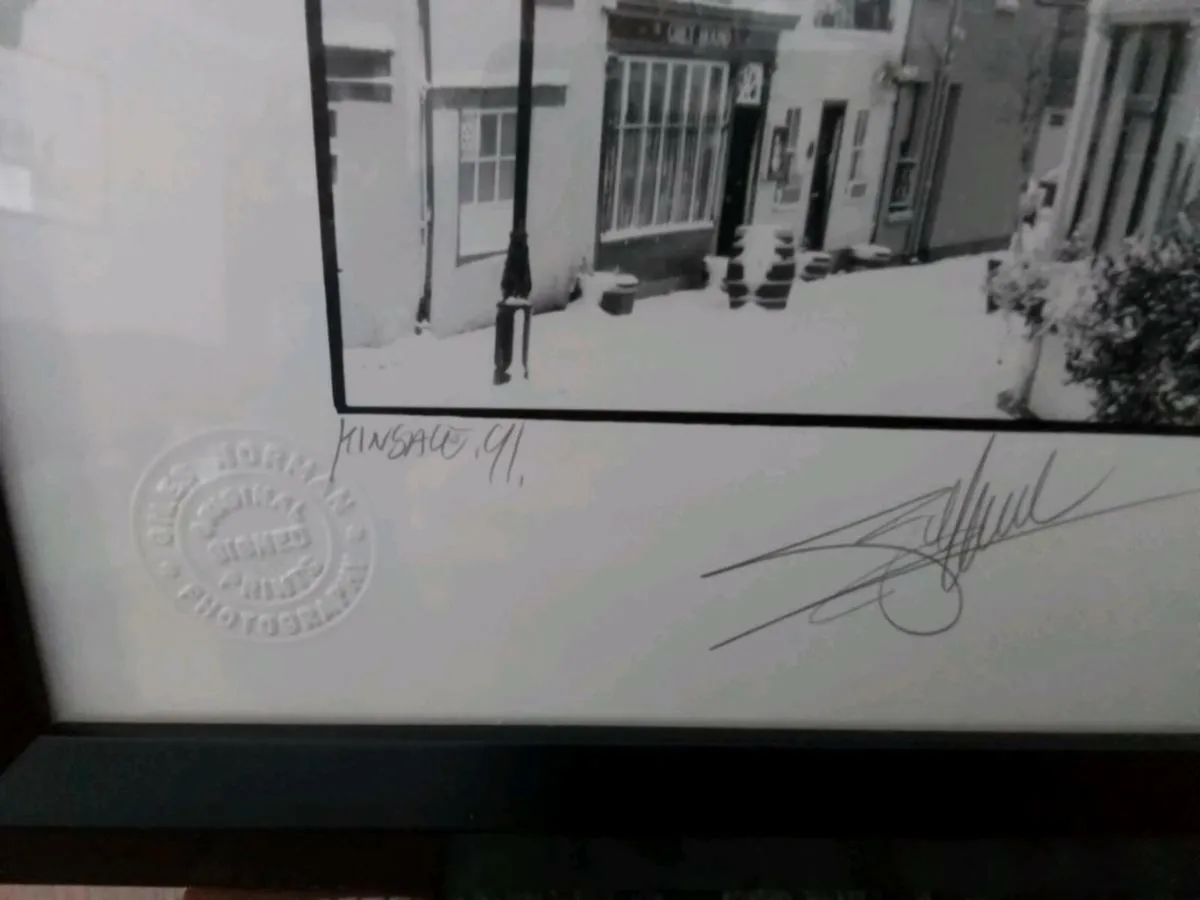 KINSALE. 91.
GILES NORMAN
PHOTOGRAPHY
ORIGINAL
SIGNED
PRINTS